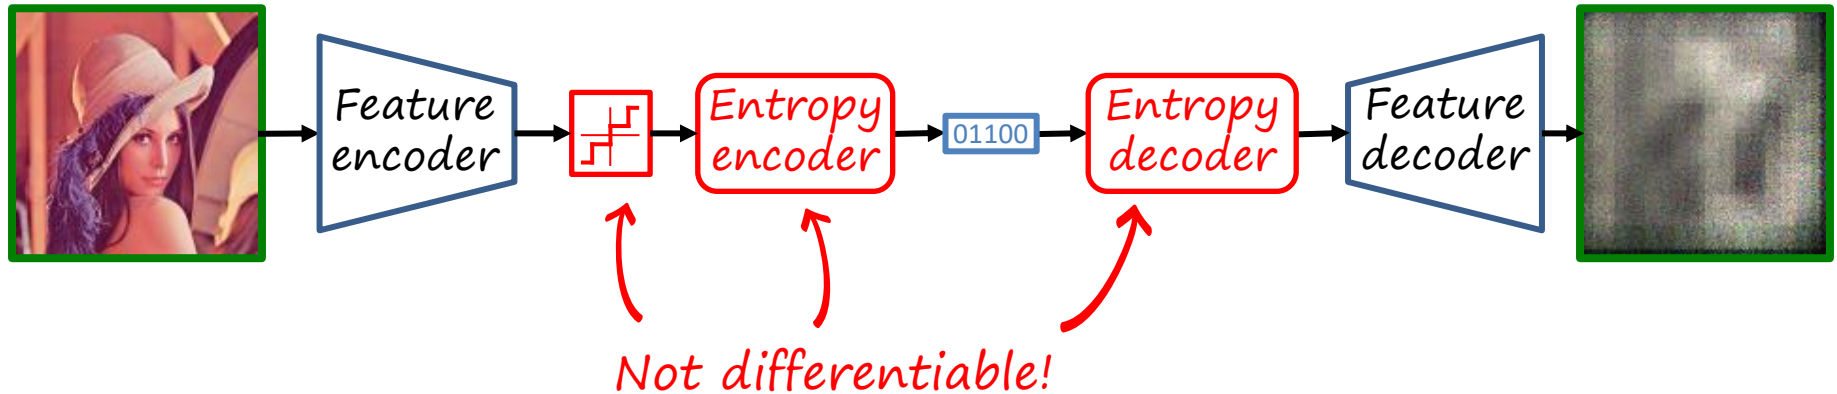 Feature
encoder
Entropy
encoder
01100
Entropy
decoder
Feature
decoder
Not differentiable!